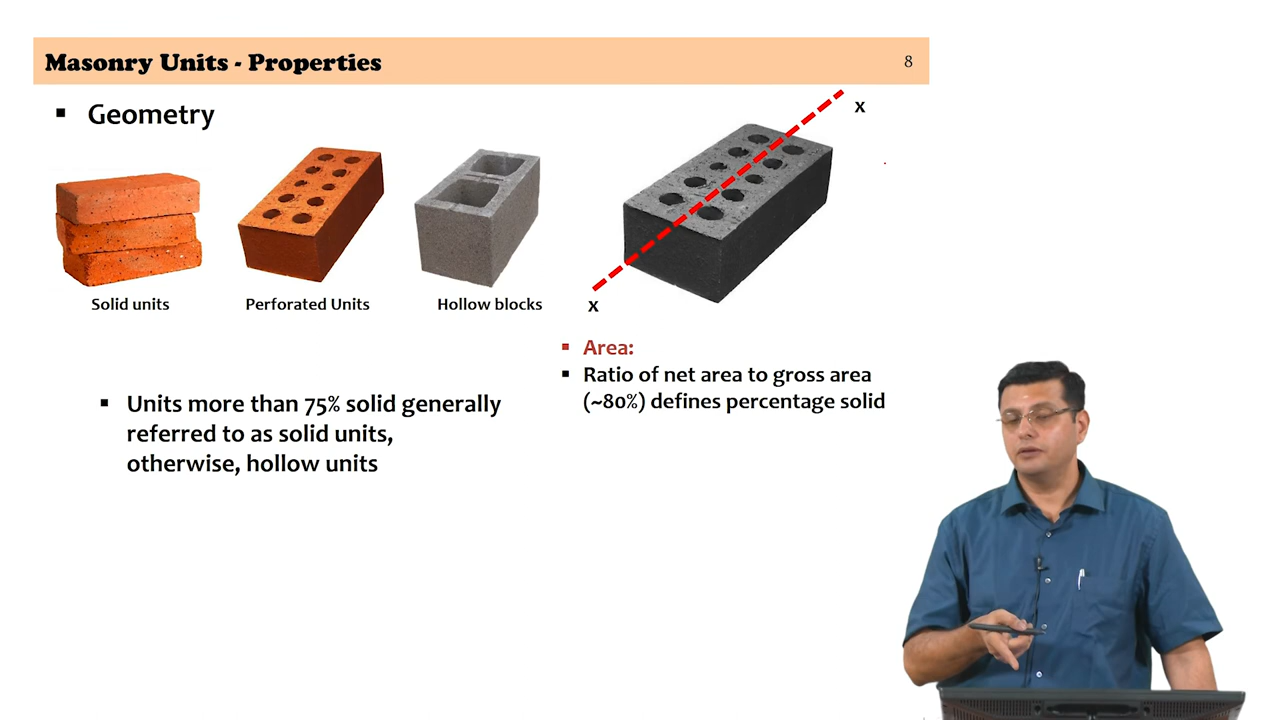 Masonry Units - Properties
8
▪ Geometry
x
x
Solid units
Perforated Units
Hollow blocks
▪ Area:
▪ Ratio of net area to gross area
(~80%) defines percentage solid
▪ Units more than 75% solid generally
referred to as solid units,
otherwise, hollow units